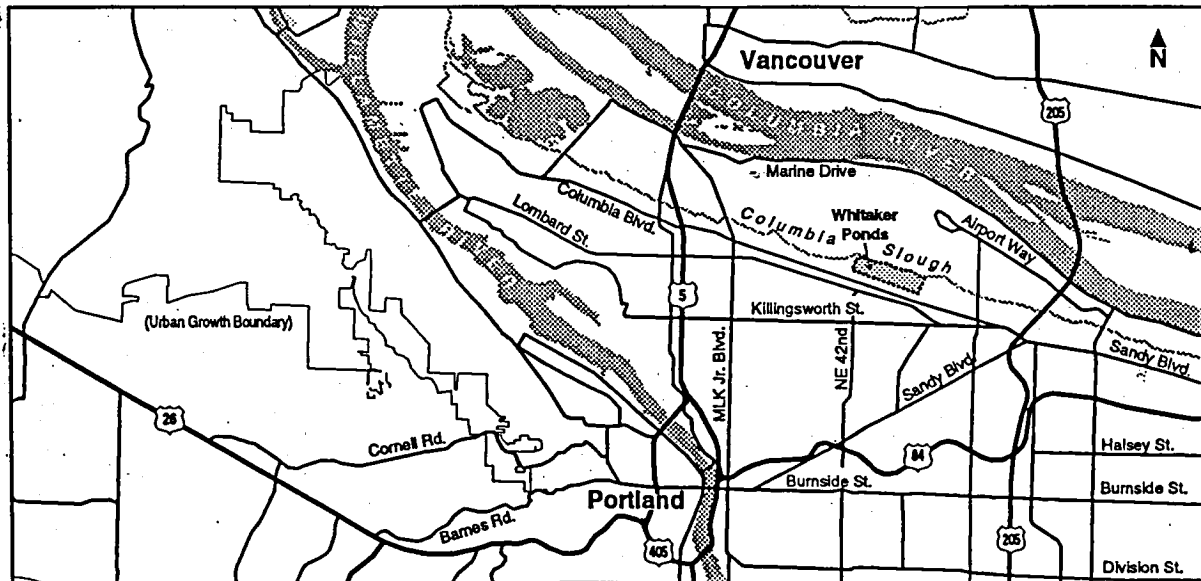 Vancouver
N
205
COLUMBIA RIVER
Marine Drive
Columbia Blvd.
Lombard St.
Columbia Slough
Whitaker
Ponds
Airport Way
WILLAMETTE RIVER
5
Killingsworth St.
(Urban Growth Boundary)
MLK Jr. Blvd.
NE 42nd
Sandy Blvd.
Sandy Blvd.
26
Cornell Rd.
84
Halsey St.
Portland
Burnside St.
Burnside St.
Barnes Rd.
405
205
Division St.